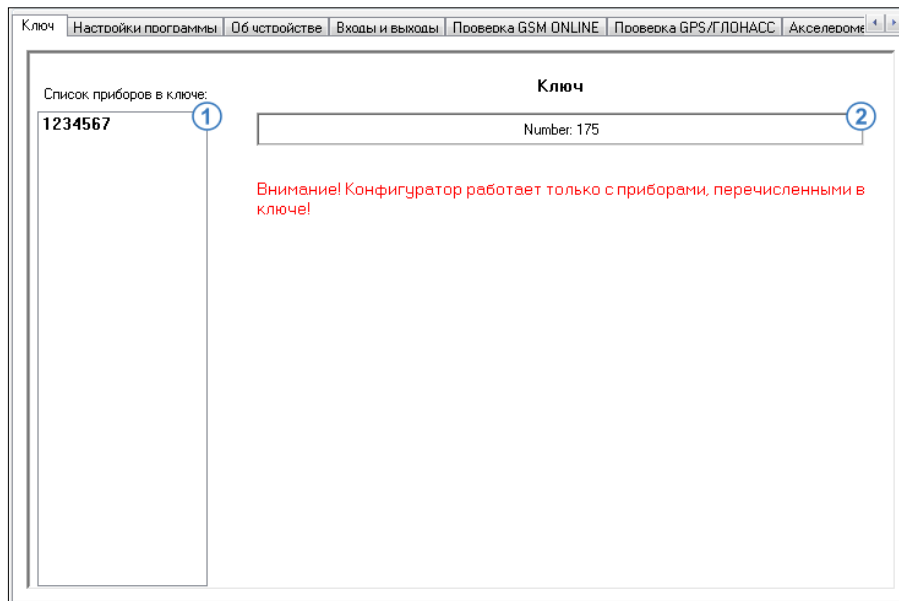 Ключ Настройки программы Об устройстве Входы и выходы Проверка GSM ONLINE Проверка GPS/ГЛОНАСС Акселероме
Ключ
Список приборов в ключе:
1234567 1
Number: 175 2
Внимание! Конфигуратор работает только с приборами, перечисленными в
ключе!